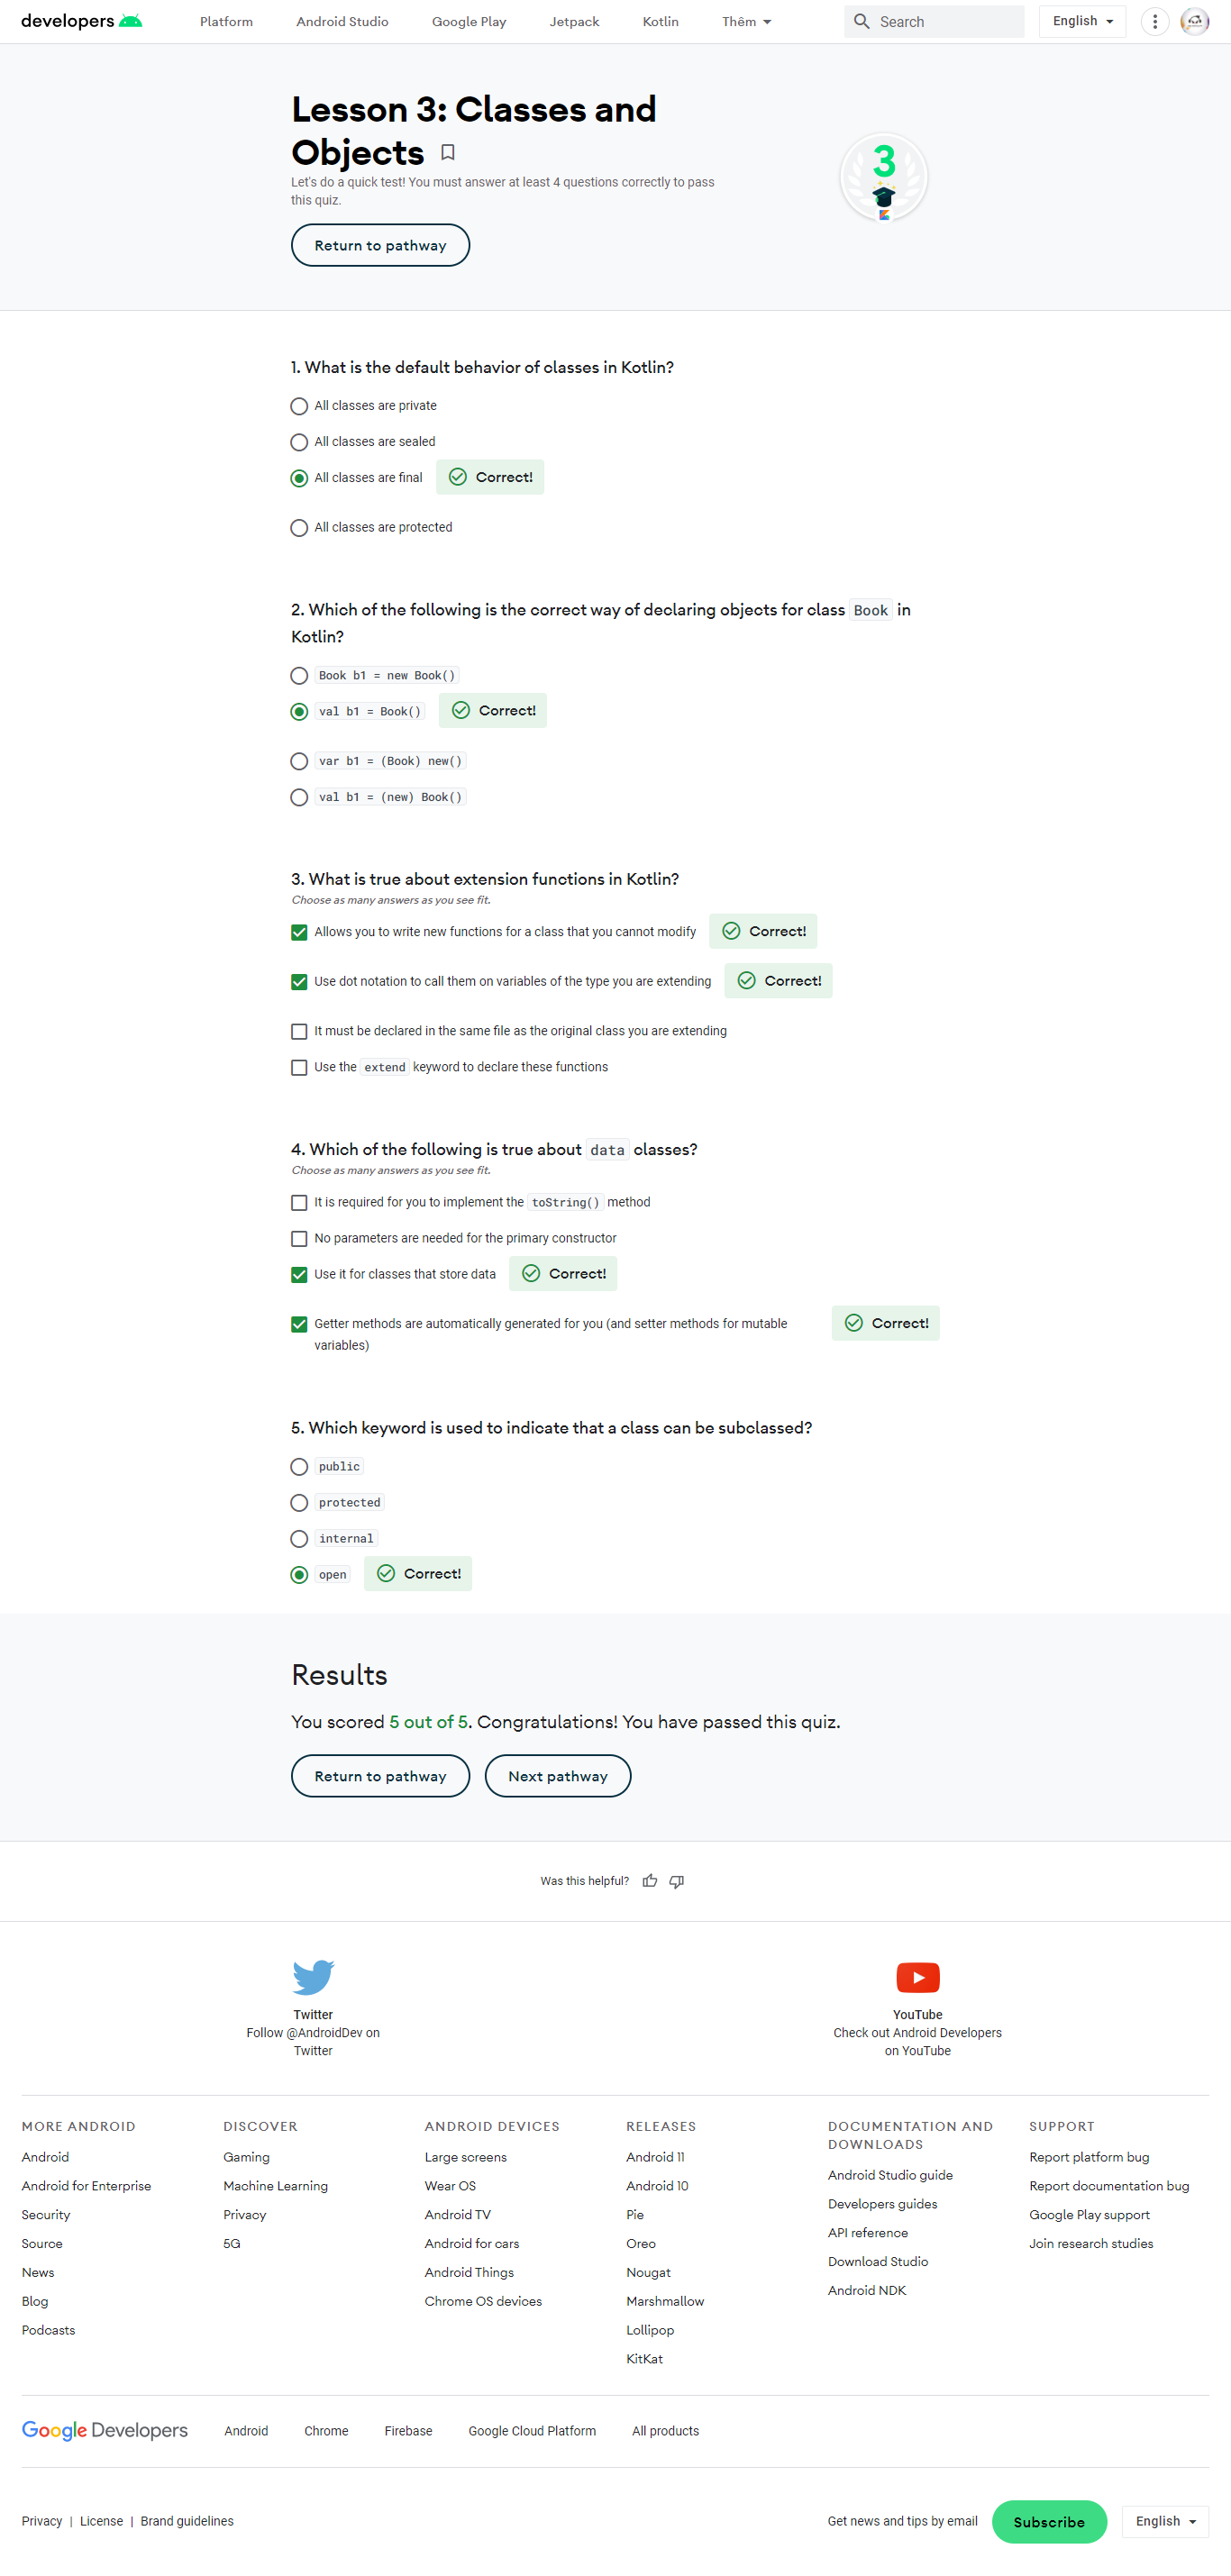 developers
Platform
Android Studio
Google Play
Jetpack
Kotlin
Thêm
Search
English
Lesson 3: Classes and
Objects
Let's do a quick test! You must answer at least 4 questions correctly to pass
this quiz.
3
Return to pathway
1. What is the default behavior of classes in Kotlin?
All classes are private
All classes are sealed
All classes are final Correct!
All classes are protected
2. Which of the following is the correct way of declaring objects for class Book in
Kotlin?
Book b1 = new Book()
val b1 = Book() Correct!
var b1 = (Book) new()
val b1 = (new) Book()
3. What is true about extension functions in Kotlin?
Choose as many answers as you see fit.
Allows you to write new functions for a class that you cannot modify Correct!
Use dot notation to call them on variables of the type you are extending Correct!
It must be declared in the same file as the original class you are extending
Use the extend keyword to declare these functions
4. Which of the following is true about data classes?
Choose as many answers as you see fit.
It is required for you to implement the toString() method
No parameters are needed for the primary constructor
Use it for classes that store data Correct!
Getter methods are automatically generated for you (and setter methods for mutable Correct!
variables)
5. Which keyword is used to indicate that a class can be subclassed?
public
protected
internal
open Correct!
Results
You scored 5 out of 5. Congratulations! You have passed this quiz.
Return to pathway Next pathway
Was this helpful?
Twitter
Follow @AndroidDev on
Twitter
YouTube
Check out Android Developers
on YouTube
MORE ANDROID
Android
Android for Enterprise
Security
Source
News
Blog
Podcasts
DISCOVER
Gaming
Machine Learning
Privacy
5G
ANDROID DEVICES
Large screens
Wear OS
Android TV
Android for cars
Android Things
Chrome OS devices
RELEASES
Android 11
Android 10
Pie
Oreo
Nougat
Marshmallow
Lollipop
KitKat
DOCUMENTATION AND
DOWNLOADS
Android Studio guide
Developers guides
API reference
Download Studio
Android NDK
SUPPORT
Report platform bug
Report documentation bug
Google Play support
Join research studies
Google Developers
Android
Chrome
Firebase
Google Cloud Platform
All products
Privacy | License | Brand guidelines
Get news and tips by email
Subscribe
English